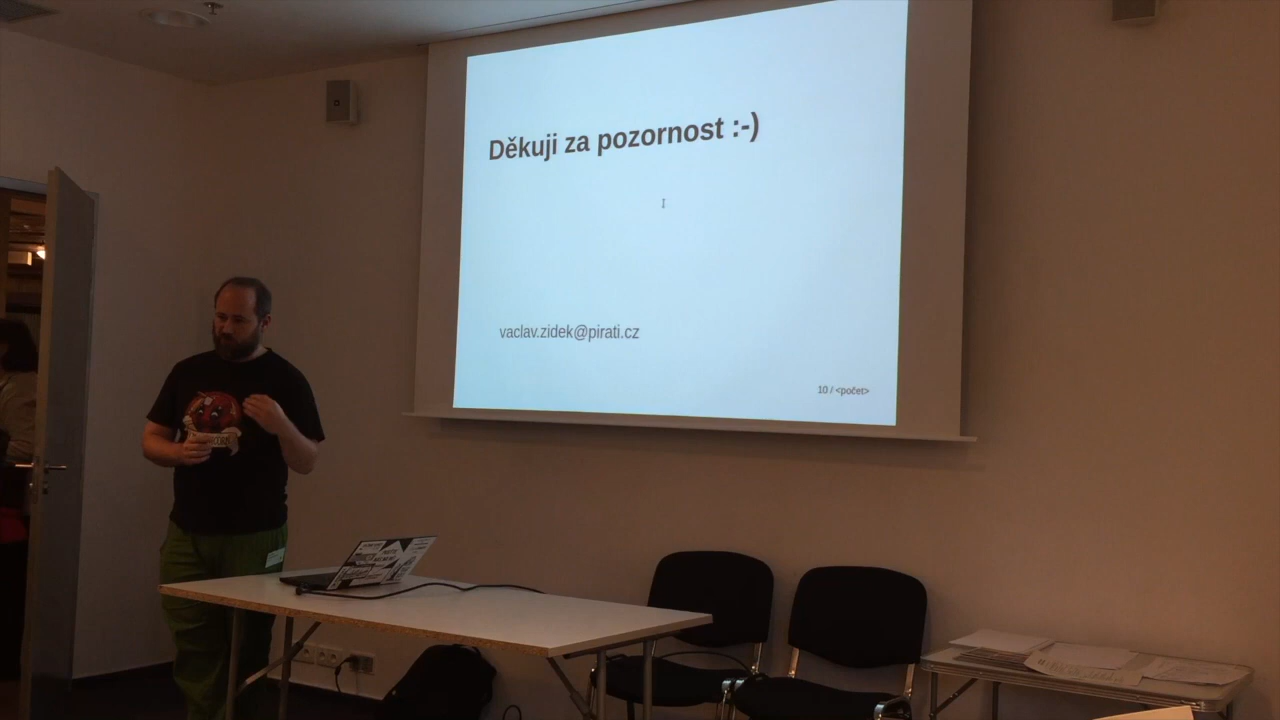 Děkuji za pozornost :-)
vaclav.zidek@pirati.cz
10 / <počet>